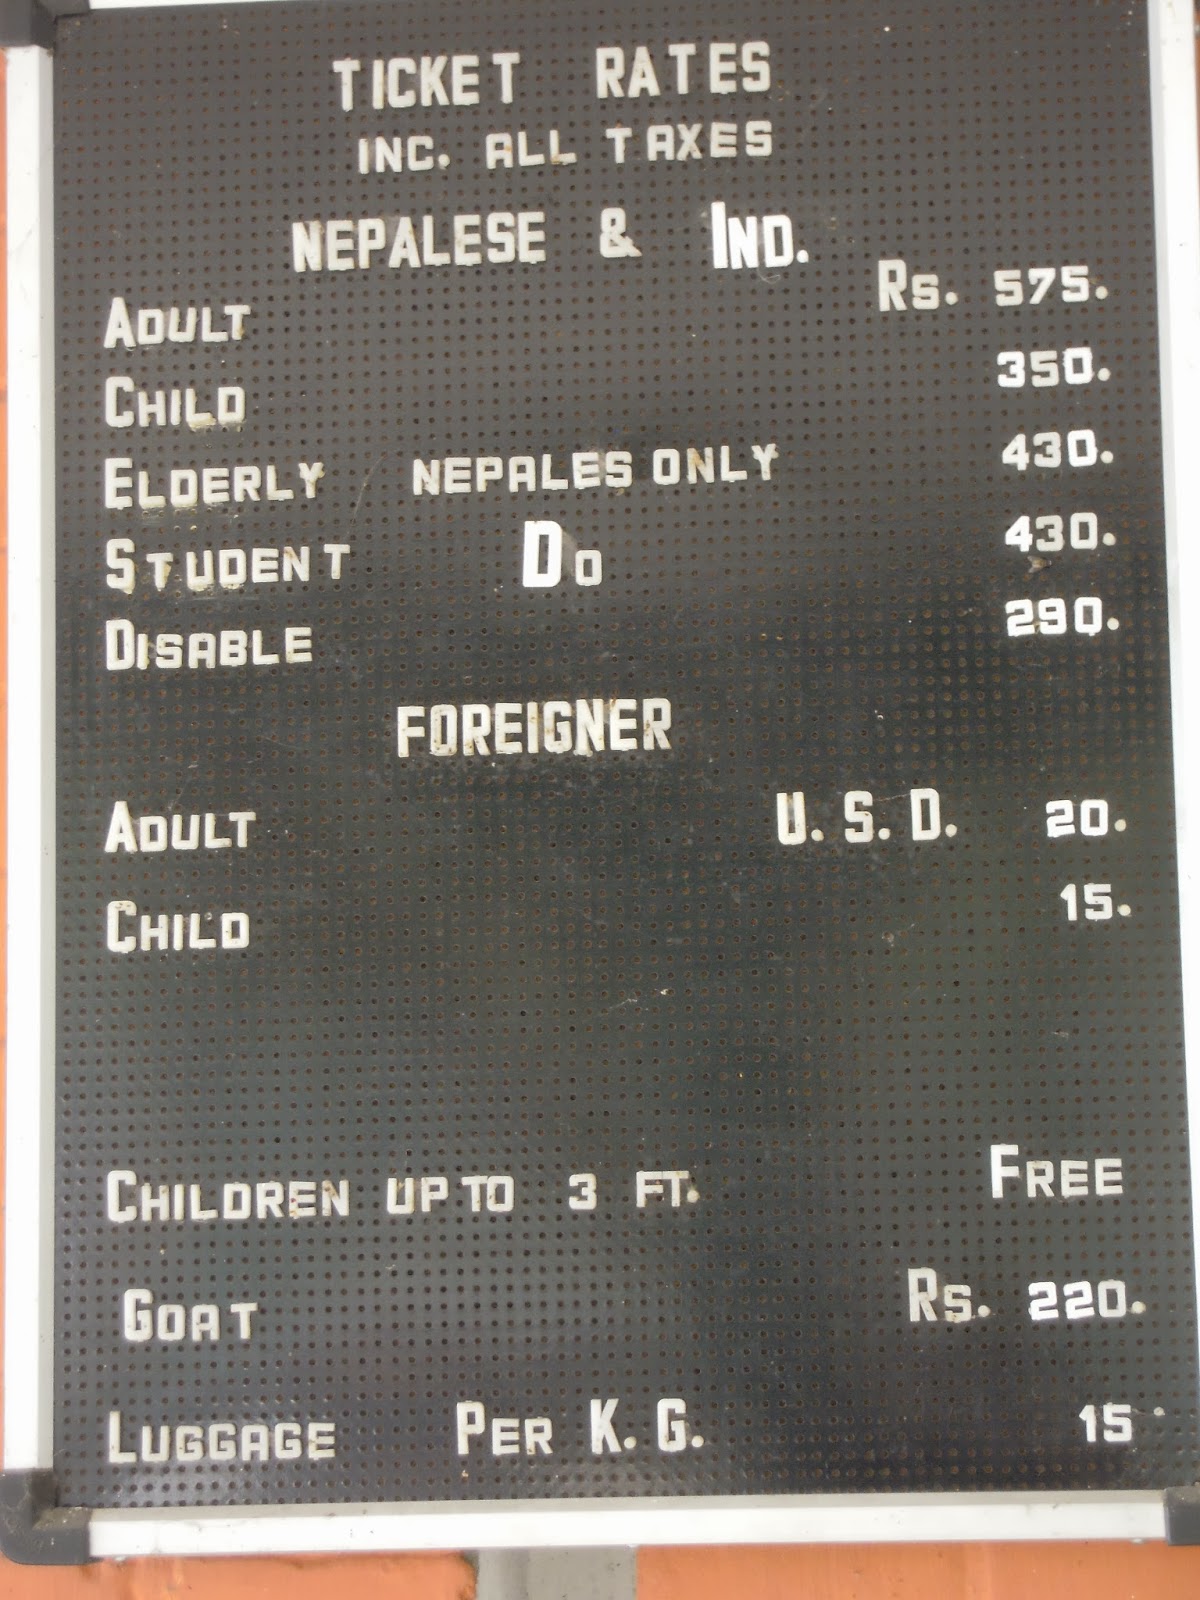 TICKET RATES
INC. ALL TAXES
NEPALESE & IND.
ADULT Rs. 575.
CHILD 350.
ELDERLY NEPALES ONLY 430.
STUDENT Do 430.
DISABLE 290.
FOREIGNER
ADULT U.S.D. 20.
CHILD 15.
CHILDREN UPTO 3 FT. FREE
GOAT Rs. 220.
LUGGAGE PER K.G. 15